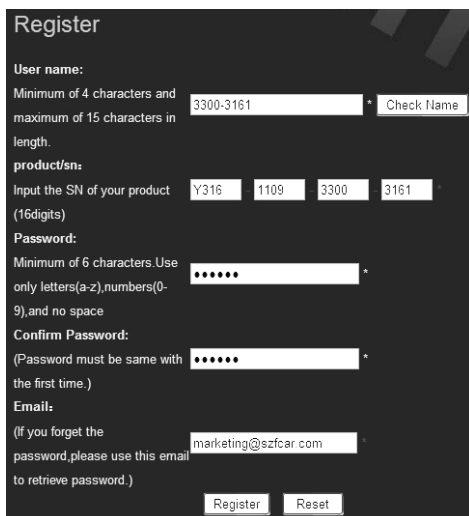 Register
User name:
Minimum of 4 characters and
maximum of 15 characters in
length.
3300-3161 * Check Name
product/sn:
Input the SN of your product
(16digits)
Y316 - 1109 - 3300 - 3161 *
Password:
Minimum of 6 characters.Use
only letters(a-z),numbers(0-
9),and no space
●●●●●● *
Confirm Password:
(Password must be same with
the first time.)
●●●●●● *
Email:
(If you forget the
password,please use this email
to retrieve password.)
marketing@szfcar.com *
Register Reset